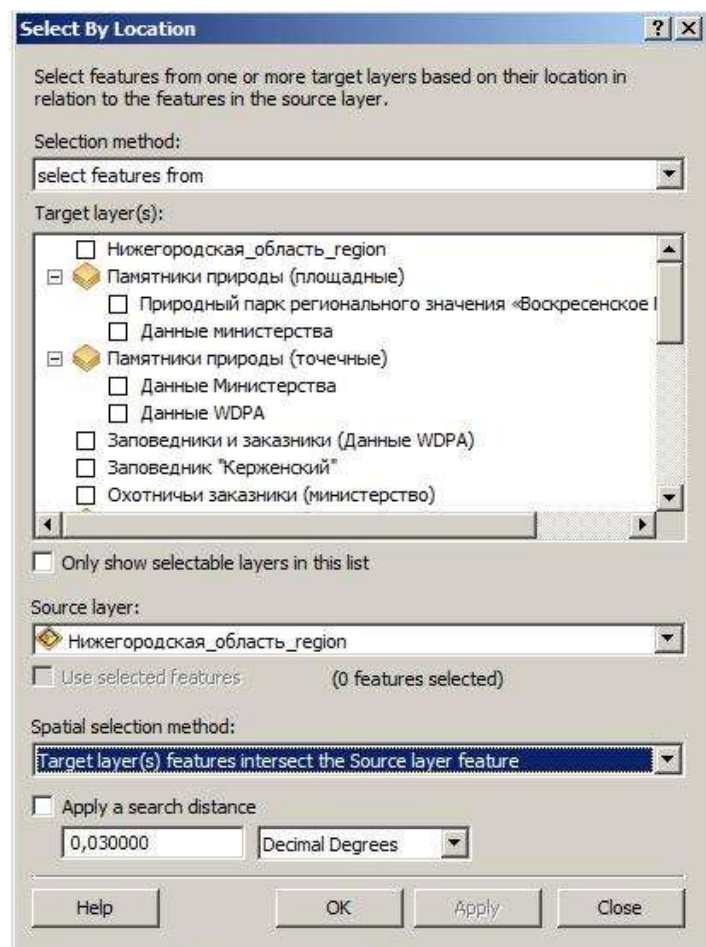 Select By Location
Select features from one or more target layers based on their location in
relation to the features in the source layer.
Selection method:
select features from
Target layer(s):
Нижегородская_область_region
Памятники природы (площадные)
Природный парк регионального значения «Воскресенское
Данные министерства
Памятники природы (точечные)
Данные Министерства
Данные WDPA
Заповедники и заказники (Данные WDPA)
Заповедник "Керженский"
Охотничьи заказники (министерство)
Only show selectable layers in this list
Source layer:
Нижегородская_область_region
Use selected features (0 features selected)
Spatial selection method:
Target layer(s) features intersect the Source layer feature
Apply a search distance
0,030000 Decimal Degrees
Help OK Apply Close